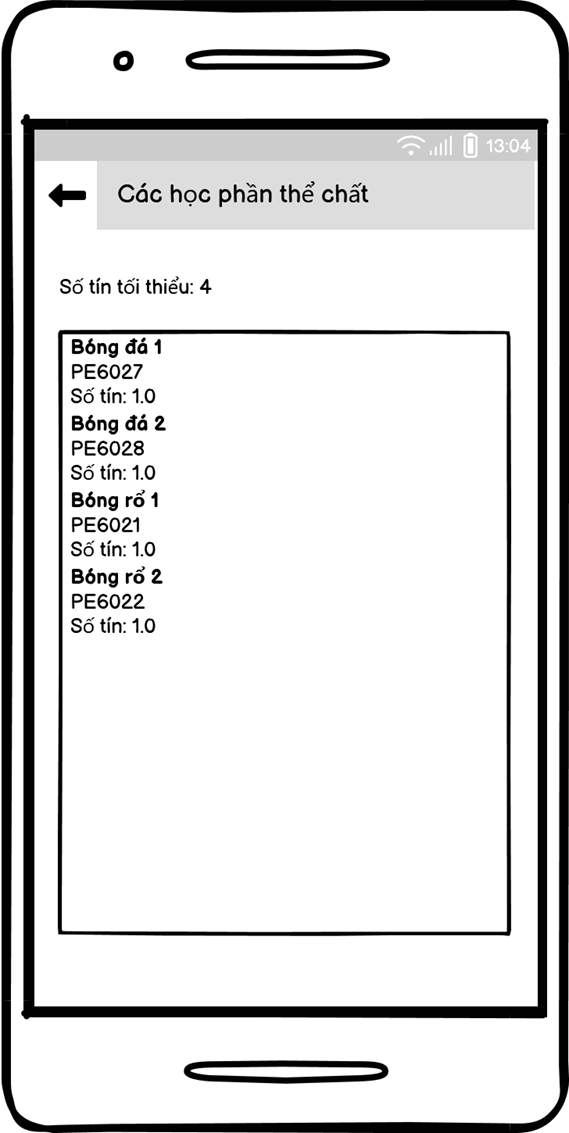 13:04
Các học phần thể chất
Số tín tối thiểu: 4
Bóng đá 1
PE6027
Số tín: 1.0
Bóng đá 2
PE6028
Số tín: 1.0
Bóng rổ 1
PE6021
Số tín: 1.0
Bóng rổ 2
PE6022
Số tín: 1.0